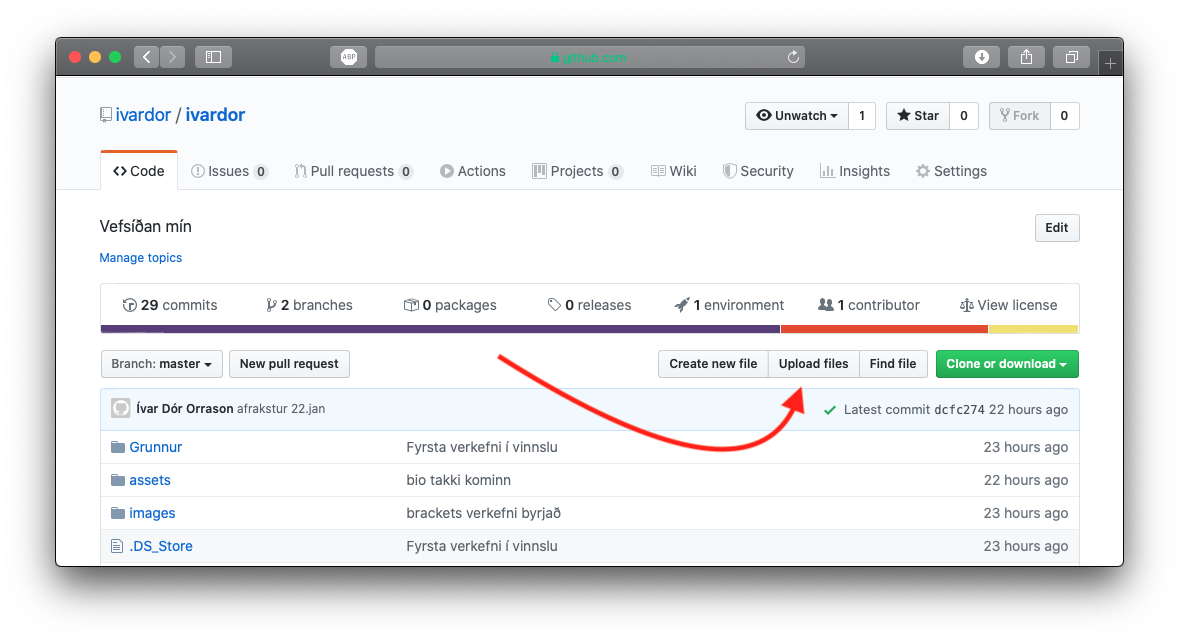 ABP
github.com
ivardor / ivardor
Unwatch 1
Star 0
Fork 0
Code
Issues 0
Pull requests 0
Actions
Projects 0
Wiki
Security
Insights
Settings
Vefsíðan mín
Edit
Manage topics
29 commits
2 branches
0 packages
0 releases
1 environment
1 contributor
View license
Branch: master
New pull request
Create new file
Upload files
Find file
Clone or download
Ívar Dór Orrason afrakstur 22.jan
Latest commit dcfc274 22 hours ago
Grunnur Fyrsta verkefni í vinnslu 23 hours ago
assets bio takki kominn 22 hours ago
images brackets verkefni byrjað 23 hours ago
.DS_Store Fyrsta verkefni í vinnslu 23 hours ago